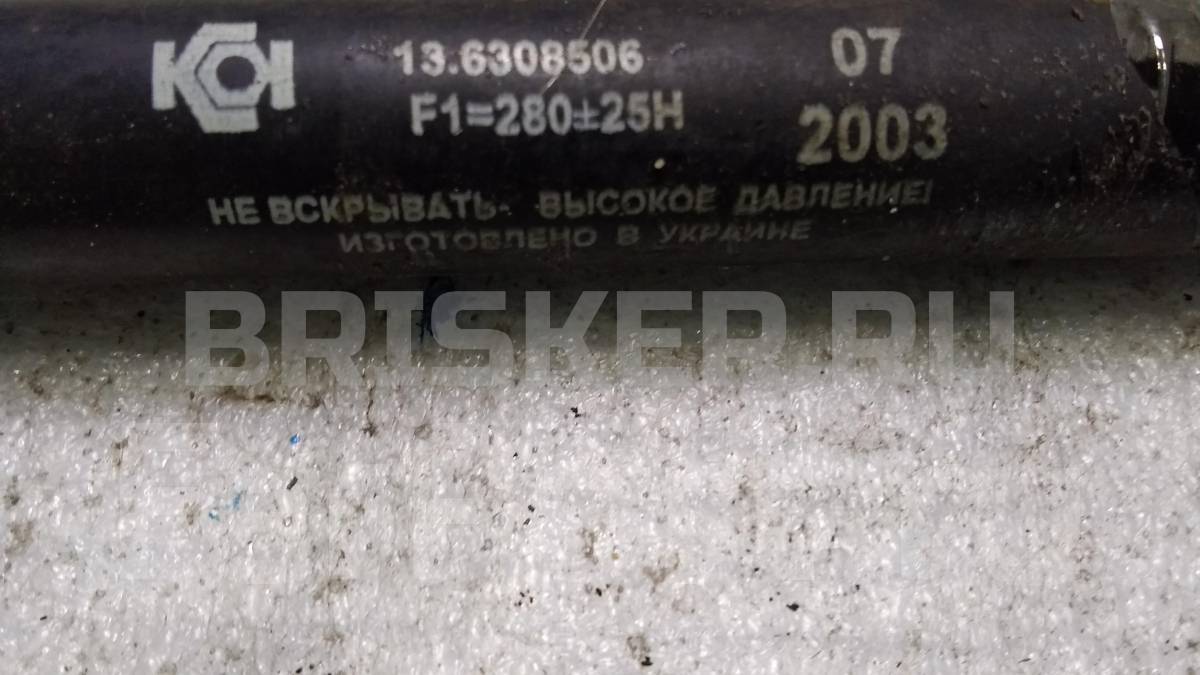 13.6308506
07
F1=280±25Н
2003
НЕ ВСКРЫВАТЬ- ВЫСОКОЕ ДАВЛЕНИЕ!
ИЗГОТОВЛЕНО В УКРАИНЕ
BRISKER.RU